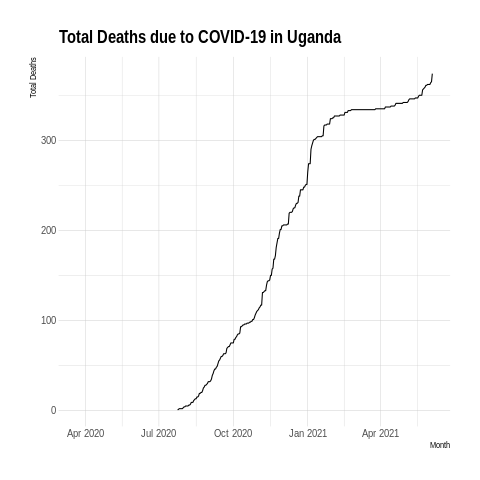 Total Deaths due to COVID-19 in Uganda
Total Deaths
300
200
100
0
Apr 2020 Jul 2020 Oct 2020 Jan 2021 Apr 2021
Month